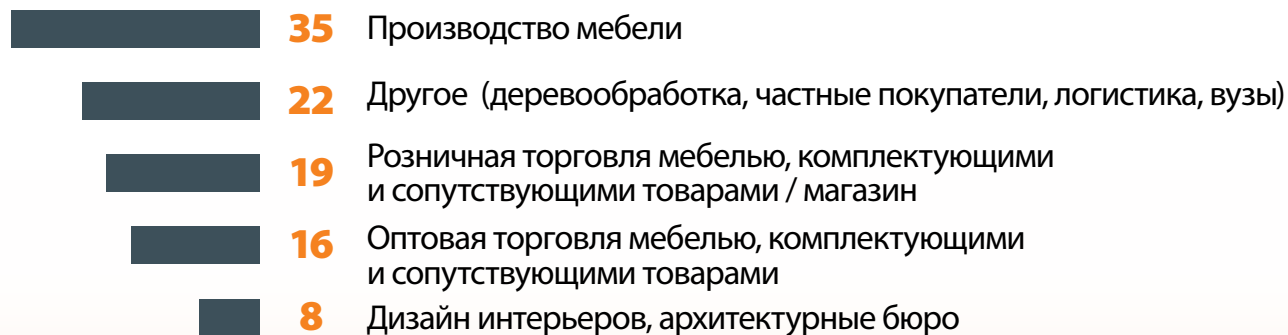 35 Производство мебели
22 Другое (деревообработка, частные покупатели, логистика, вузы)
19 Розничная торговля мебелью, комплектующими
и сопутствующими товарами / магазин
16 Оптовая торговля мебелью, комплектующими
и сопутствующими товарами
8 Дизайн интерьеров, архитектурные бюро